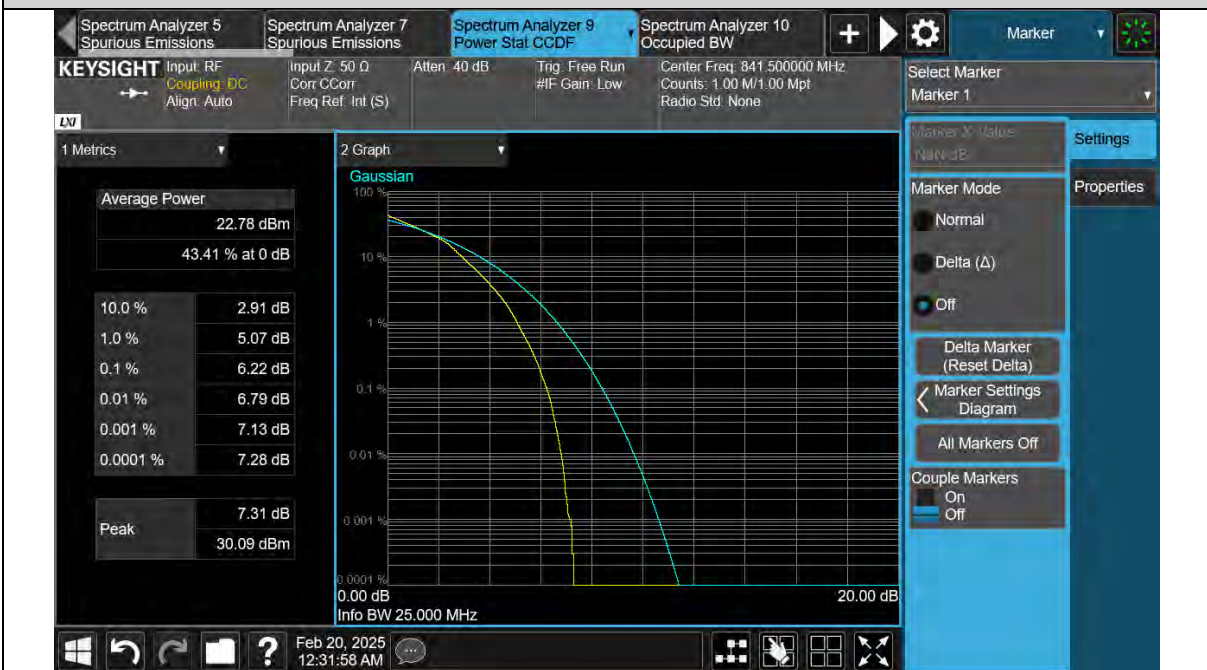 Spectrum Analyzer 5
Spurious Emissions
Spectrum Analyzer 7
Spurious Emissions
Spectrum Analyzer 9
Power Stat CCDF
Spectrum Analyzer 10
Occupied BW
+
Marker
KEYSIGHT
Input: RF
Coupling: DC
Align: Auto
Input Z: 50 Ω
Corr CCorr
Freq Ref: Int (S)
Atten: 40 dB
Trig: Free Run
#IF Gain: Low
Center Freq: 841.500000 MHz
Counts: 1.00 M/1.00 Mpt
Radio Std: None
LXI
Select Marker
Marker 1
Marker X Value
NaN dB
Settings
Properties
Marker Mode
Normal
Delta (Δ)
Off
Delta Marker
(Reset Delta)
Marker Settings
Diagram
All Markers Off
Couple Markers
On
Off
1 Metrics
Average Power
22.78 dBm
43.41 % at 0 dB
10.0 % 2.91 dB
1.0 % 5.07 dB
0.1 % 6.22 dB
0.01 % 6.79 dB
0.001 % 7.13 dB
0.0001 % 7.28 dB
Peak
7.31 dB
30.09 dBm
2 Graph
Gaussian
100 %
10 %
1 %
0.1 %
0.01 %
0.001 %
0.0001 %
0.00 dB
20.00 dB
Info BW 25.000 MHz
?
Feb 20, 2025
12:31:58 AM